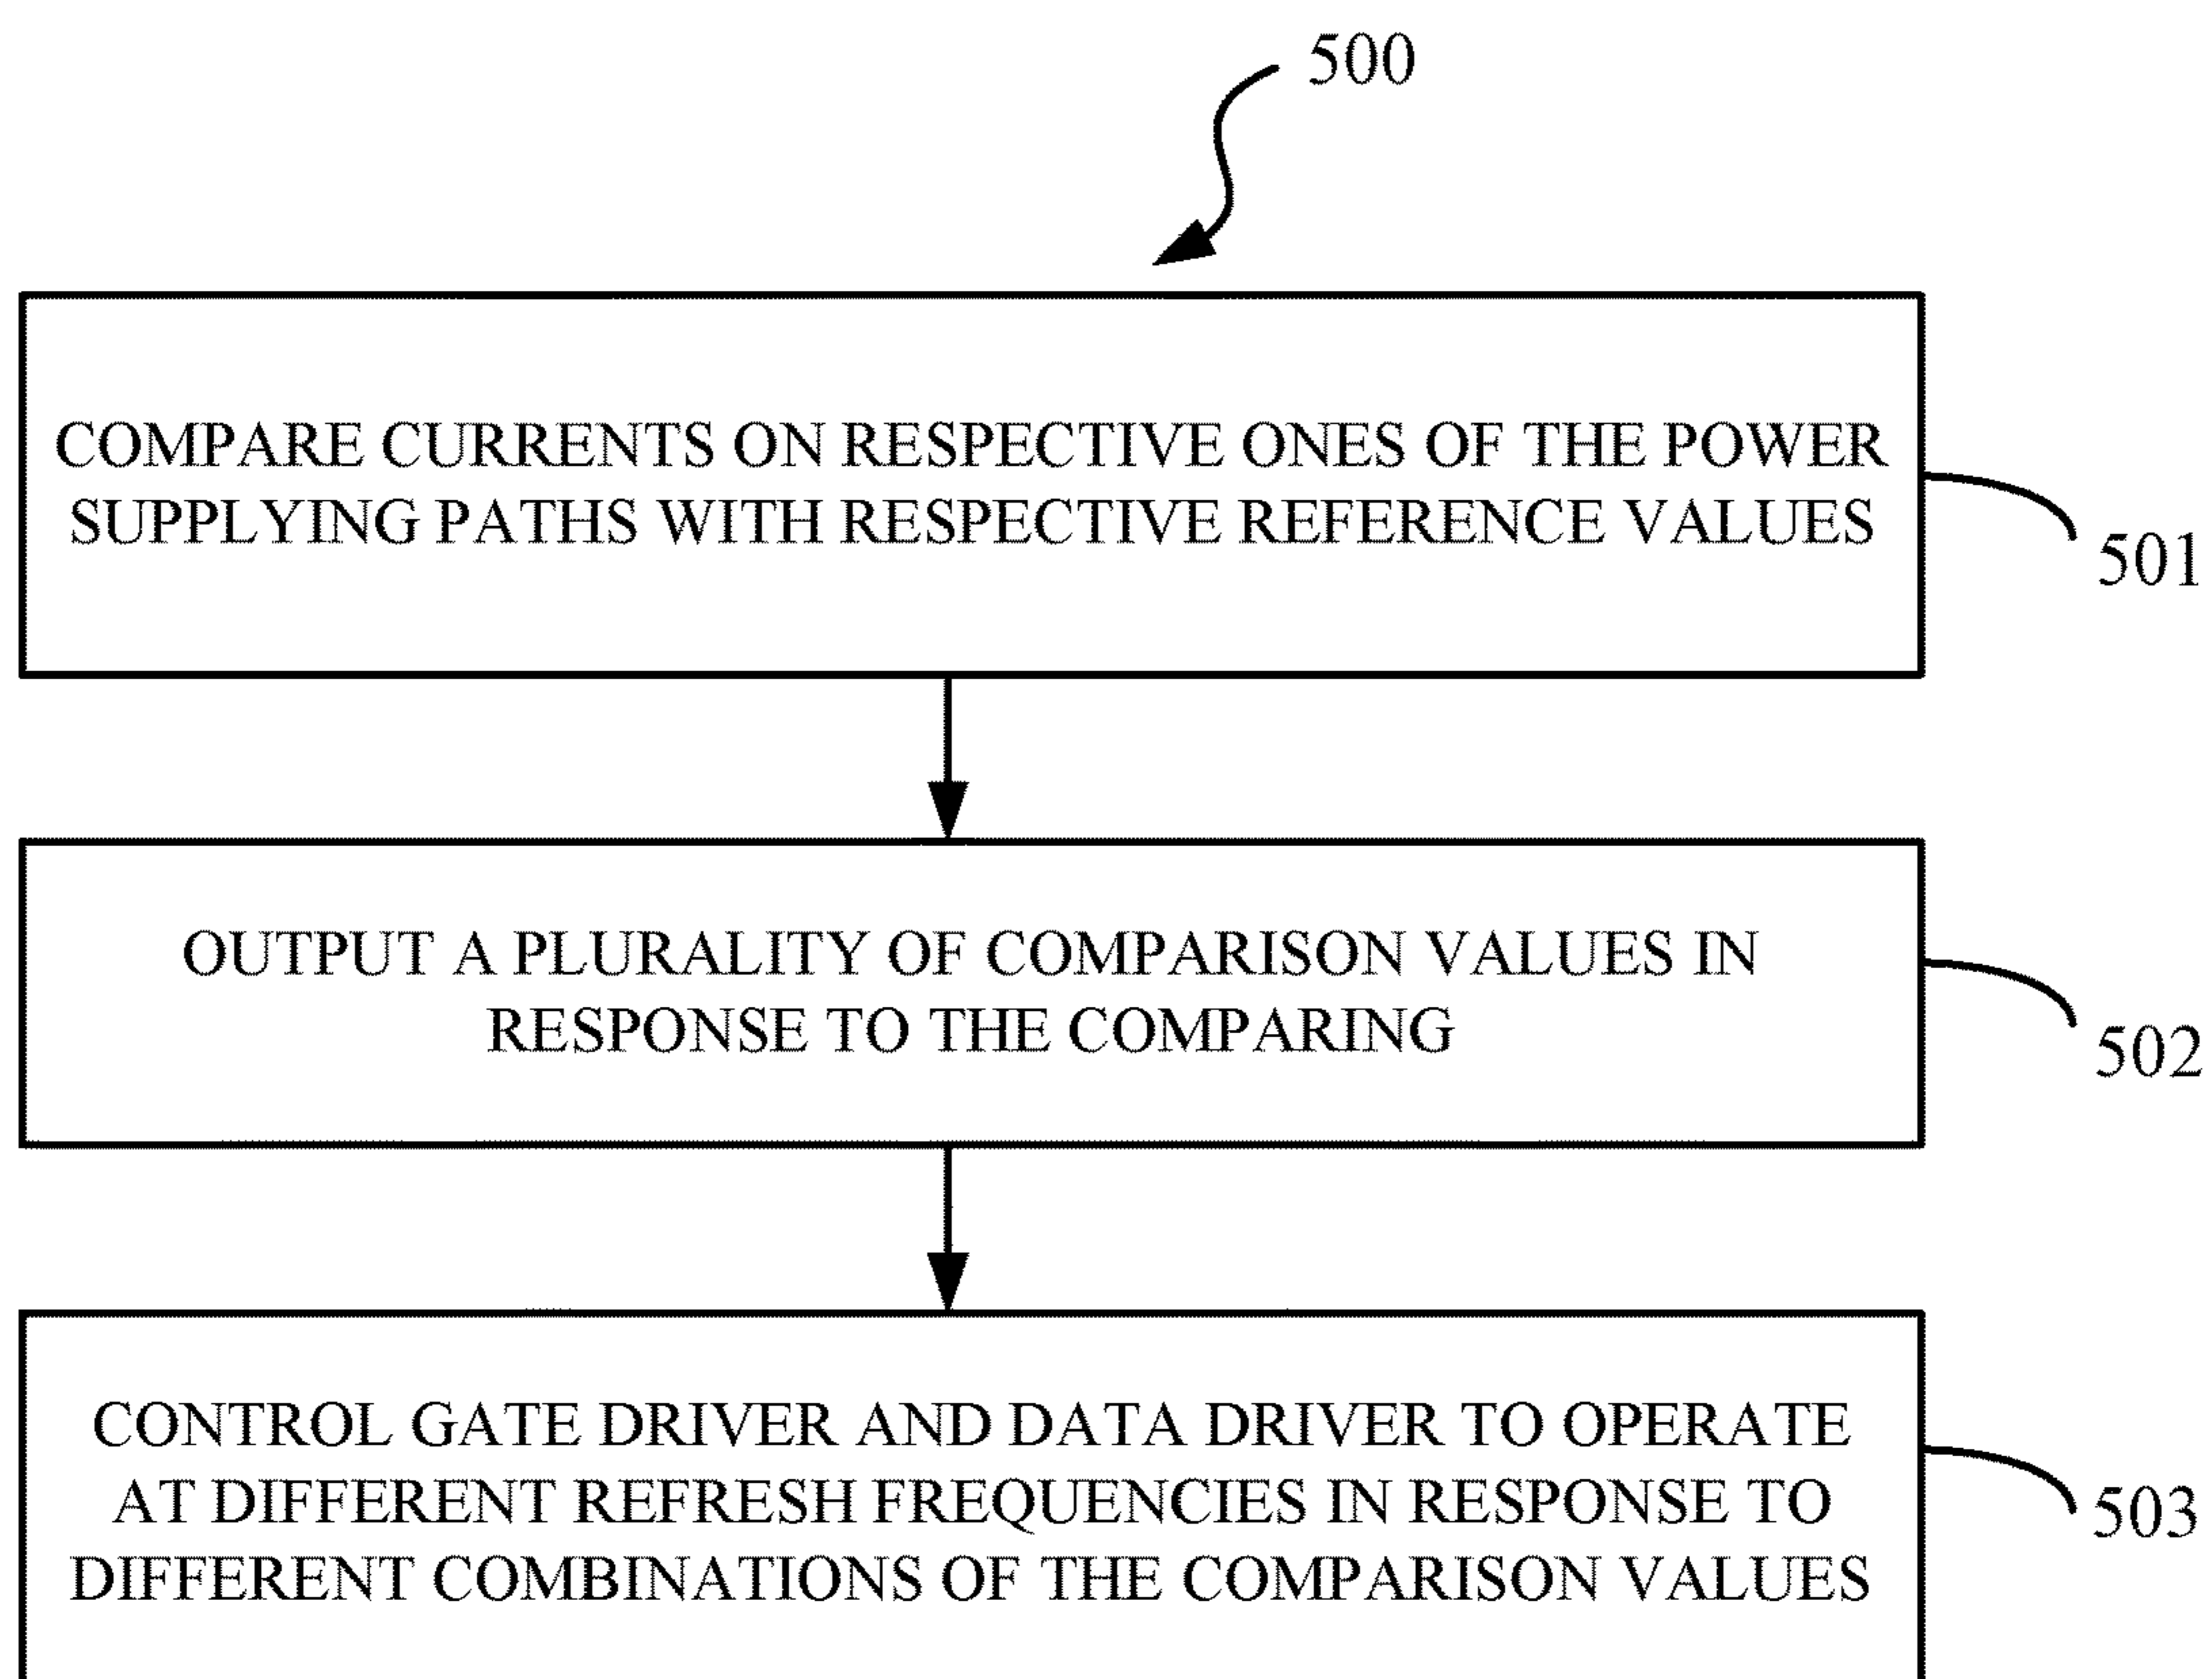 500
COMPARE CURRENTS ON RESPECTIVE ONES OF THE POWER
SUPPLYING PATHS WITH RESPECTIVE REFERENCE VALUES
501
OUTPUT A PLURALITY OF COMPARISON VALUES IN
RESPONSE TO THE COMPARING
502
CONTROL GATE DRIVER AND DATA DRIVER TO OPERATE
AT DIFFERENT REFRESH FREQUENCIES IN RESPONSE TO
DIFFERENT COMBINATIONS OF THE COMPARISON VALUES
503